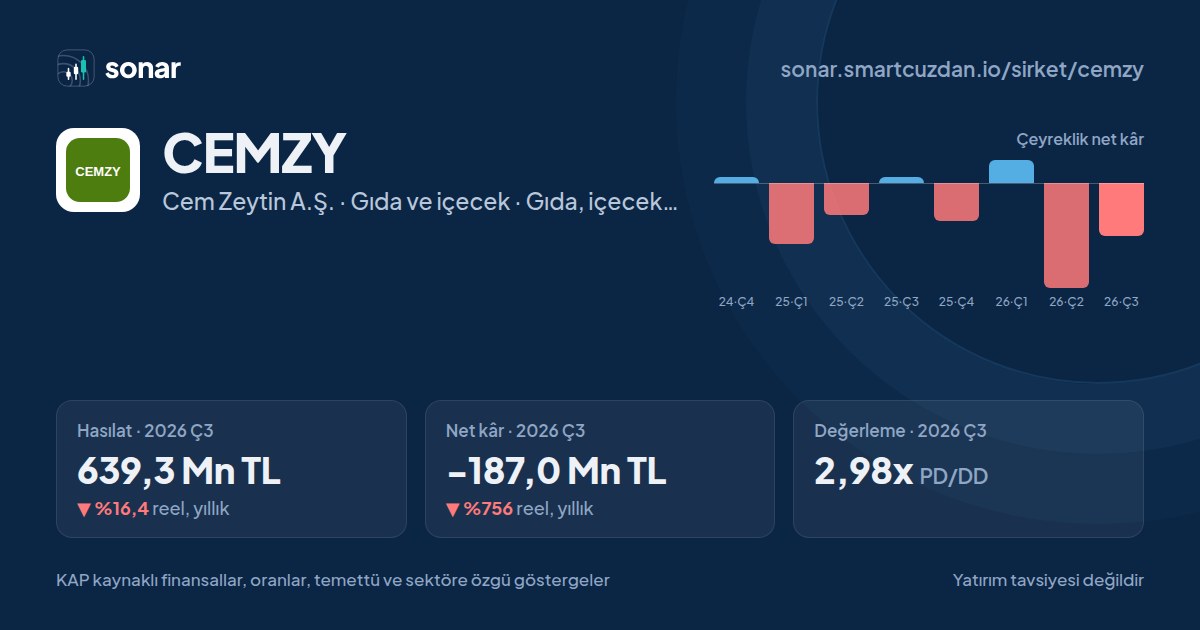 sonar
sonar.smartcuzdan.io/sirket/cemzy
CEMZY
CEMZY
Cem Zeytin A.Ş. · Gıda ve içecek · Gıda, içecek…
Çeyreklik net kâr
24·Ç4 25·Ç1 25·Ç2 25·Ç3 25·Ç4 26·Ç1 26·Ç2 26·Ç3
Hasılat · 2026 Ç3
639,3 Mn TL
▼ %16,4 reel, yıllık
Net kâr · 2026 Ç3
−187,0 Mn TL
▼ %756 reel, yıllık
Değerleme · 2026 Ç3
2,98x PD/DD
KAP kaynaklı finansallar, oranlar, temettü ve sektöre özgü göstergeler
Yatırım tavsiyesi değildir